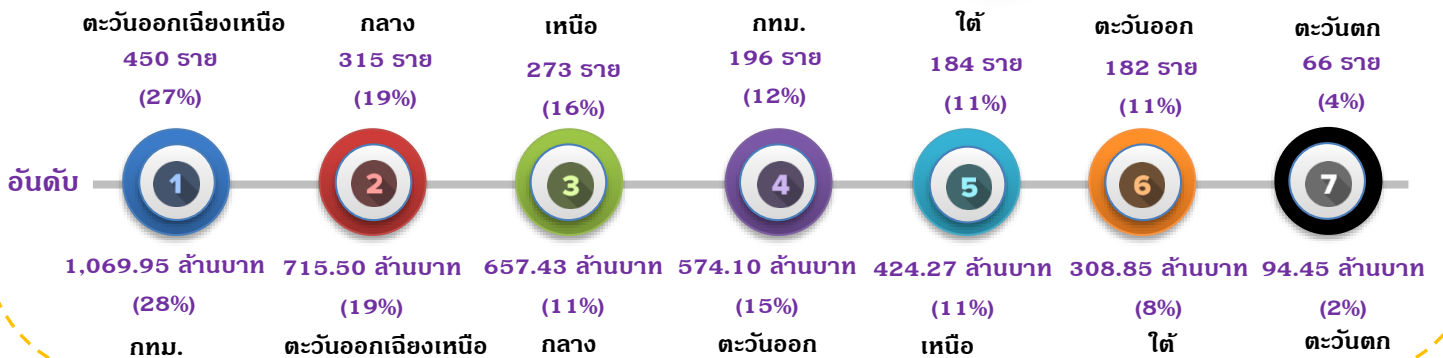 ตะวันออกเฉียงเหนือ กลาง เหนือ กทม. ใต้ ตะวันออก ตะวันตก
450 ราย 315 ราย 273 ราย 196 ราย 184 ราย 182 ราย 66 ราย
(27%) (19%) (16%) (12%) (11%) (11%) (4%)
อันดับ 1 2 3 4 5 6 7
1,069.95 ล้านบาท 715.50 ล้านบาท 657.43 ล้านบาท 574.10 ล้านบาท 424.27 ล้านบาท 308.85 ล้านบาท 94.45 ล้านบาท
(28%) (19%) (11%) (15%) (11%) (8%) (2%)
กทม. ตะวันออกเฉียงเหนือ กลาง ตะวันออก เหนือ ใต้ ตะวันตก